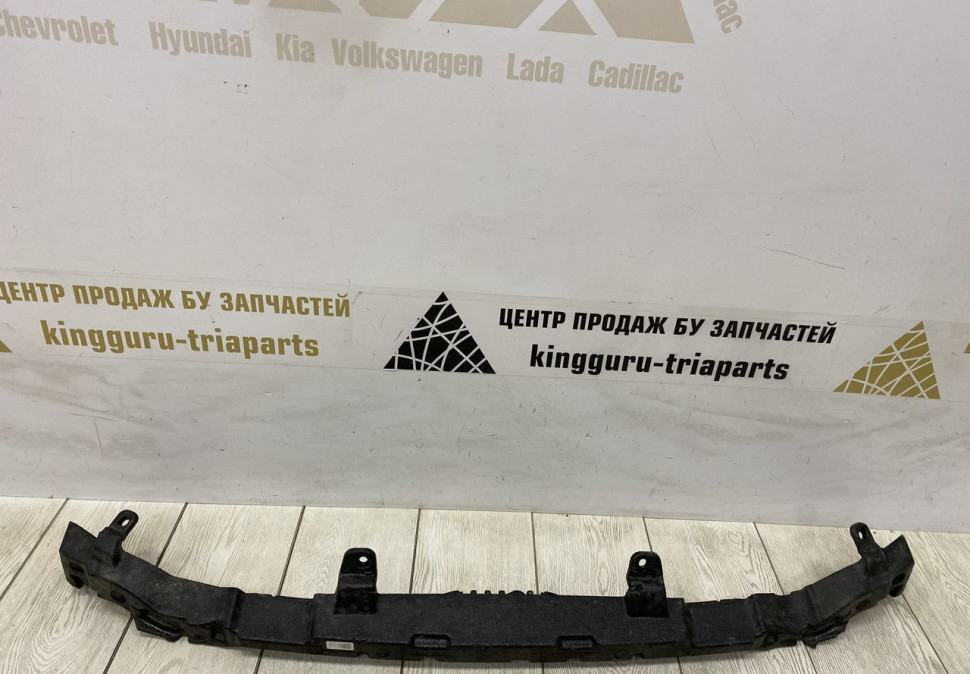 Chevrolet Hyundai Kia Volkswagen Lada Cadillac
ЦЕНТР ПРОДАЖ БУ ЗАПЧАСТЕЙ
kingguru-triaparts
ЦЕНТР ПРОДАЖ БУ ЗАПЧАСТЕЙ
kingguru-triaparts